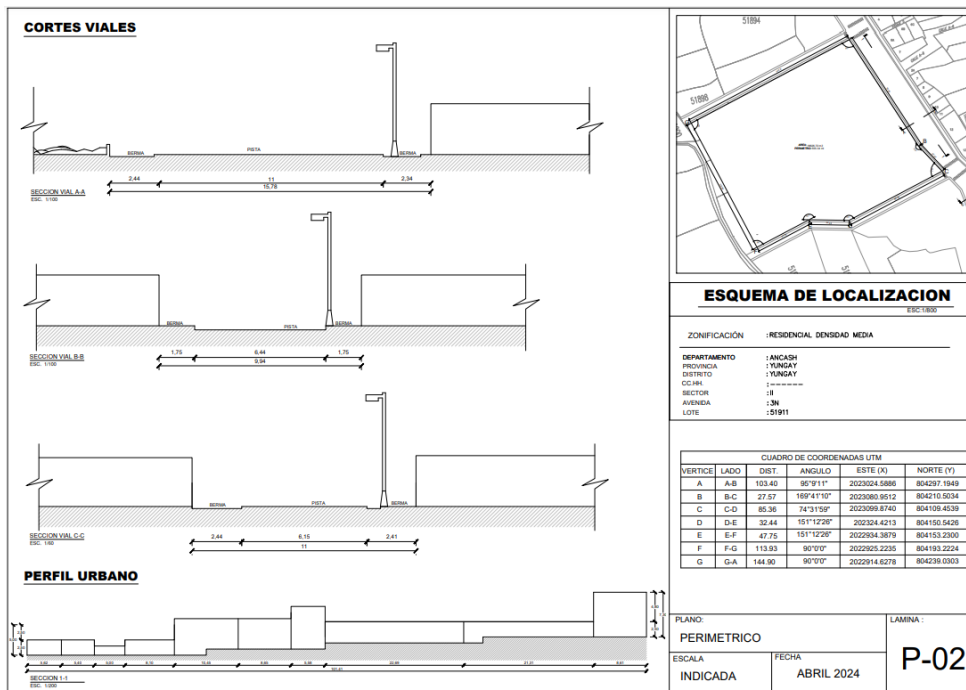 CORTES VIALES
BERMA
PISTA
BERMA
2,44
11
2,34
15,78
SECCION VIAL A-A
ESC. 1/100
BERMA
PISTA
BERMA
1,75
6,44
1,75
9,94
SECCION VIAL B-B
ESC. 1/100
BERMA
PISTA
BERMA
2,44
6,15
2,41
11
SECCION VIAL C-C
ESC. 1/60
PERFIL URBANO
SECCION 1-1
ESC. 1/200
51894
51898
B
ESQUEMA DE LOCALIZACION
ESC:1/800
ZONIFICACIÓN :RESIDENCIAL DENSIDAD MEDIA
DEPARTAMENTO : ANCASH
PROVINCIA : YUNGAY
DISTRITO : YUNGAY
CC.HH. : ------
SECTOR : II
AVENIDA : 3N
LOTE : 51911
CUADRO DE COORDENADAS UTM
VERTICE LADO DIST. ANGULO ESTE (X) NORTE (Y)
A A-B 103.40 95°9'11" 2023024.5886 804297.1949
B B-C 27.57 169°41'10" 2023080.9512 804210.5034
C C-D 85.36 74°31'59" 2023099.8740 804109.4539
D D-E 32.44 151°12'26" 202324.4213 804150.5426
E E-F 47.75 151°12'26" 2022934.3879 804153.2300
F F-G 113.93 90°0'0" 2022925.2235 804193.2224
G G-A 144.90 90°0'0" 2022914.6278 804239.0303
PLANO:
PERIMETRICO
LAMINA :
P-02
ESCALA
INDICADA
FECHA
ABRIL 2024